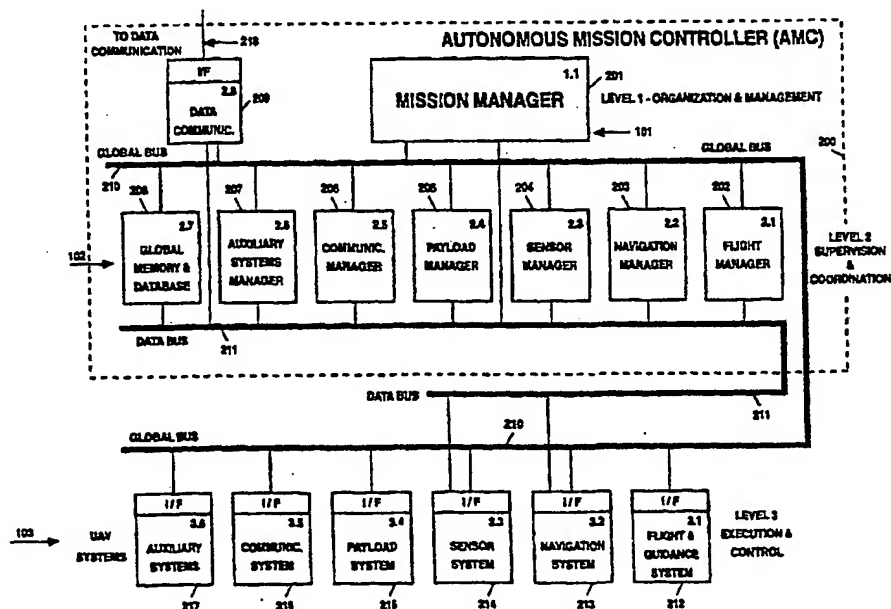 TO DATA
COMMUNICATION
218
AUTONOMOUS MISSION CONTROLLER (AMC)
I/F
2.8
DATA
COMMUNIC.
209
1.1
MISSION MANAGER
201
LEVEL 1 - ORGANIZATION & MANAGEMENT
101
GLOBAL BUS
210
GLOBAL BUS
200
208
2.7
GLOBAL
MEMORY &
DATABASE
207
2.6
AUXILIARY
SYSTEMS
MANAGER
206
2.5
COMMUNIC.
MANAGER
205
2.4
PAYLOAD
MANAGER
204
2.3
SENSOR
MANAGER
203
2.2
NAVIGATION
MANAGER
202
2.1
FLIGHT
MANAGER
102
LEVEL 2
SUPERVISION
&
COORDINATION
DATA BUS
211
DATA BUS
211
GLOBAL BUS
210
103
UAV
SYSTEMS
I/F
3.6
AUXILIARY
SYSTEMS
217
I/F
3.5
COMMUNIC.
SYSTEM
216
I/F
3.4
PAYLOAD
SYSTEM
215
I/F
3.3
SENSOR
SYSTEM
214
I/F
3.2
NAVIGATION
SYSTEM
213
I/F
3.1
FLIGHT &
GUIDANCE
SYSTEM
212
LEVEL 3
EXECUTION &
CONTROL